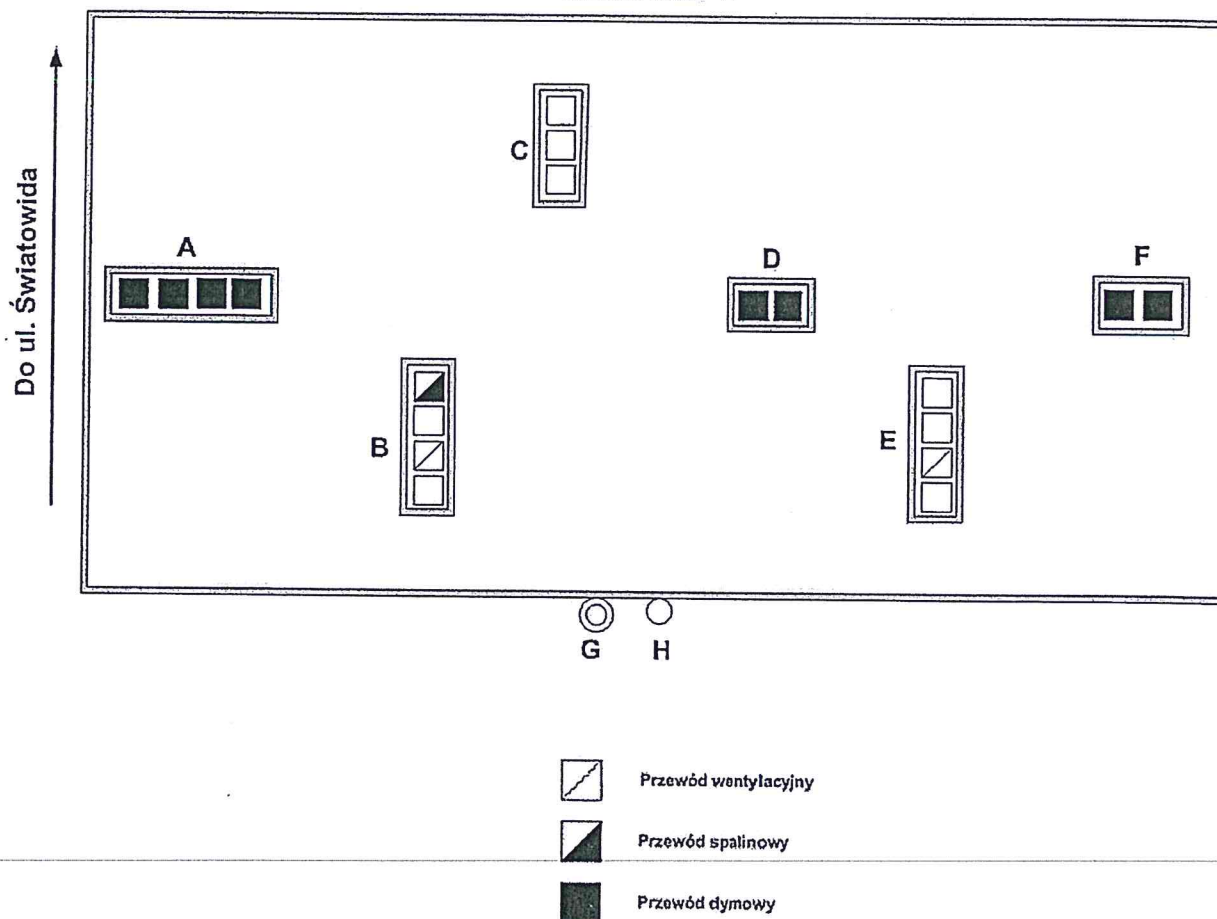 Do ul. Światowida
C
A
D
F
B
E
G H
Przewód wentylacyjny
Przewód spalinowy
Przewód dymowy